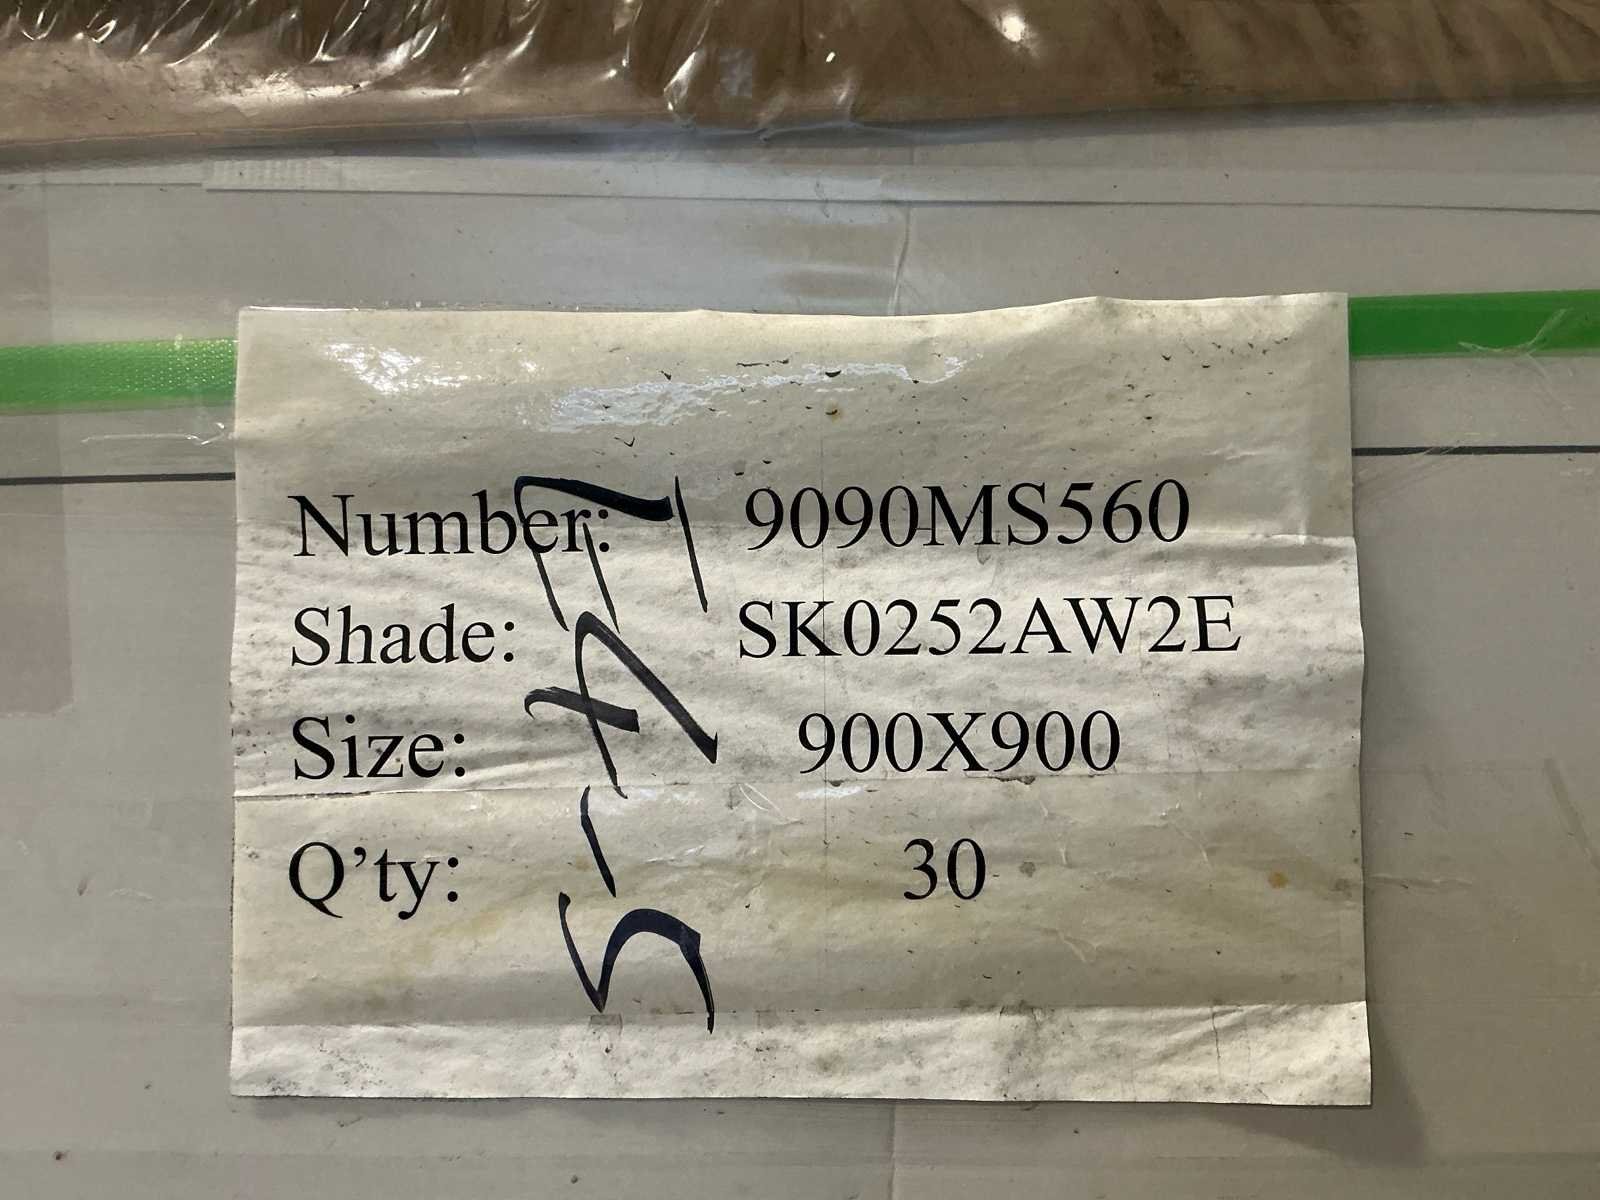 Number: 9090MS560
Shade: SK0252AW2E
Size: 900X900
Q'ty: 30